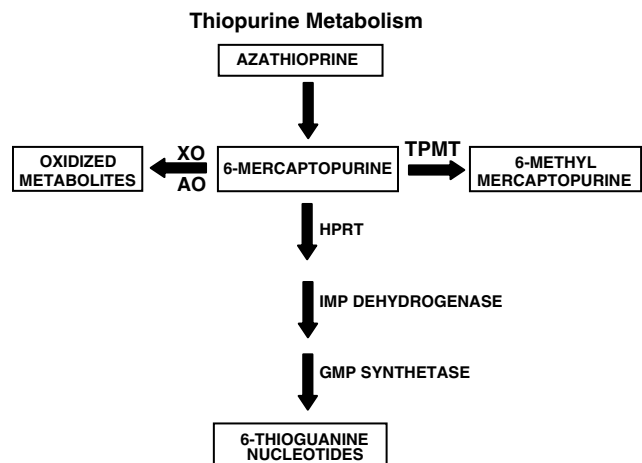 Thiopurine Metabolism
AZATHIOPRINE
XO
AO
OXIDIZED
METABOLITES
6-MERCAPTOPURINE
TPMT
6-METHYL
MERCAPTOPURINE
HPRT
IMP DEHYDROGENASE
GMP SYNTHETASE
6-THIOGUANINE
NUCLEOTIDES